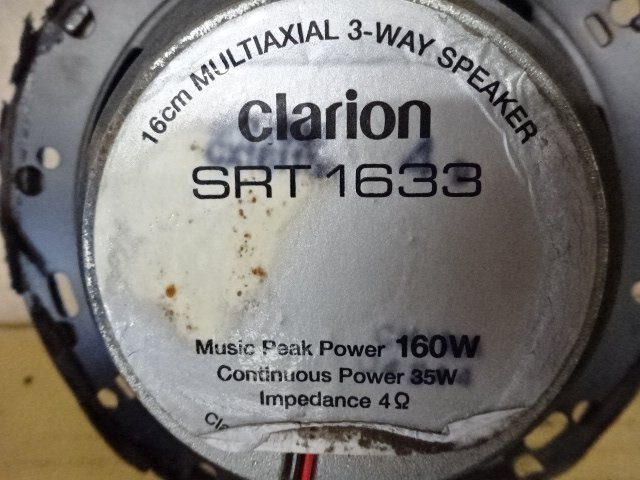 16cm MULTIAXIAL 3-WAY SPEAKER
clarion
SRT 1633
Music Peak Power 160W
Continuous Power 35W
Impedance 4Ω